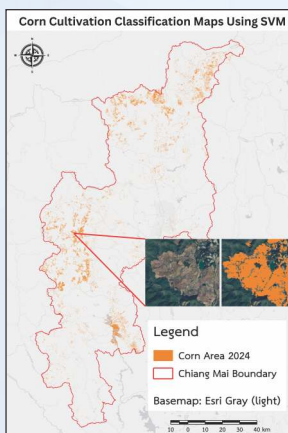 Corn Cultivation Classification Maps Using SVM
Legend
Corn Area 2024
Chiang Mai Boundary
Basemap: Esri Gray (light)
10 0 10 20 30 40 km